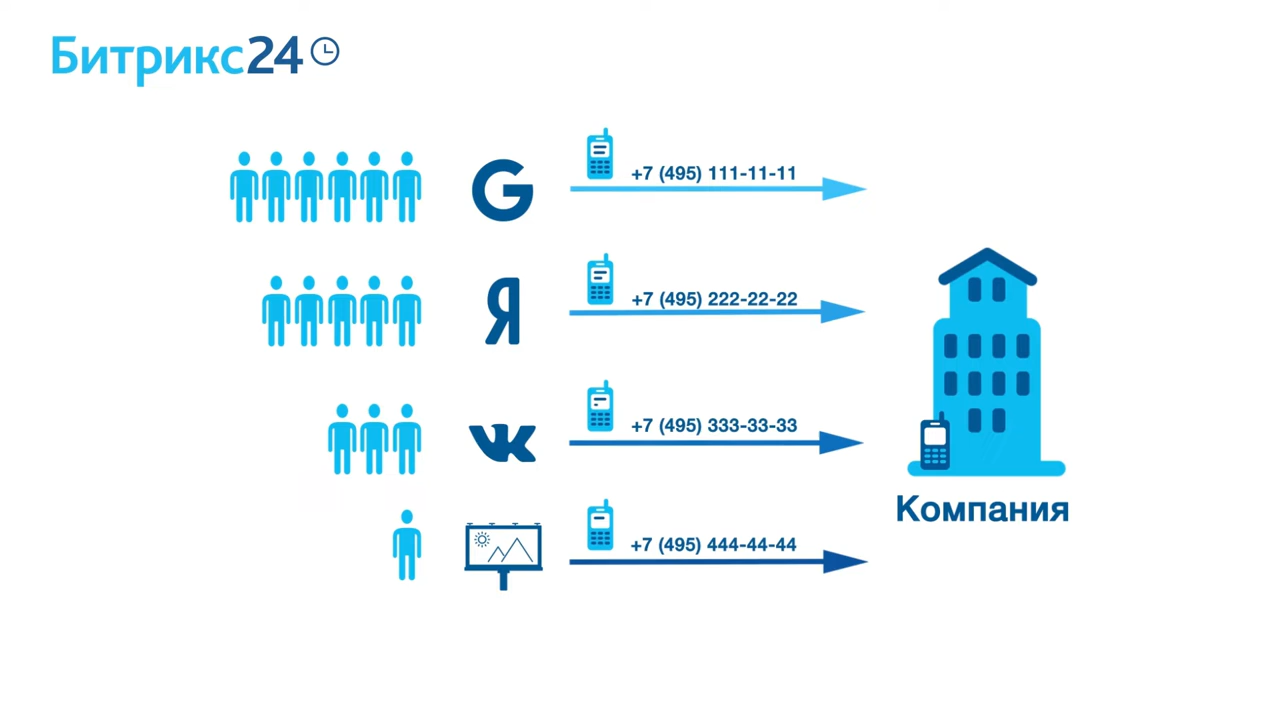 Битрикс24
G
+7 (495) 111-11-11
Я
+7 (495) 222-22-22
VK
+7 (495) 333-33-33
+7 (495) 444-44-44
Компания